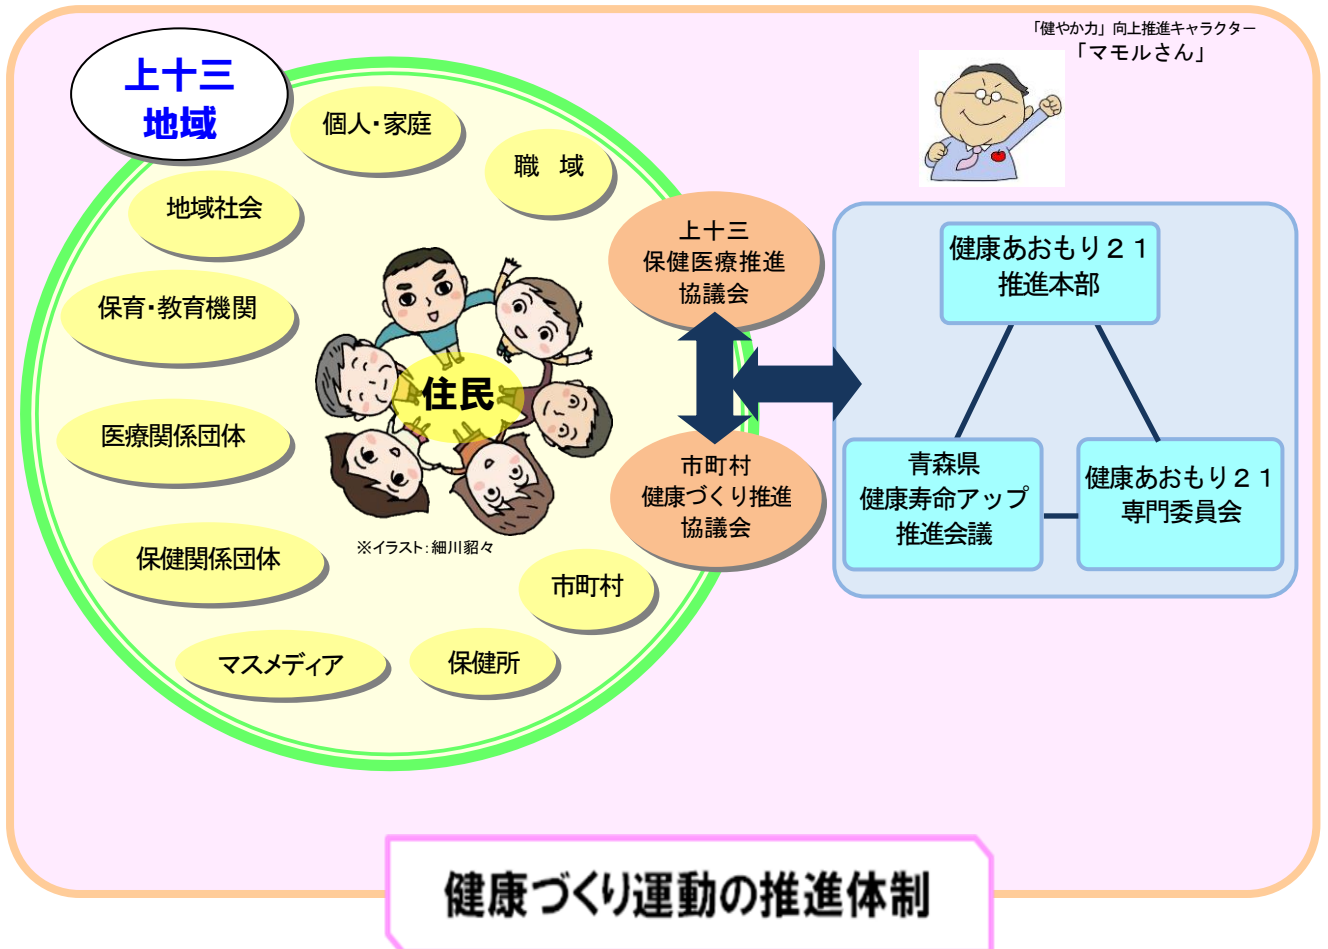 「健やか力」向上推進キャラクター
「マモルさん」
上十三
地域
個人・家庭
職　域
地域社会
保育・教育機関
医療関係団体
保健関係団体
マスメディア
保健所
市町村
住民
※イラスト：細川貂々
上十三
保健医療推進
協議会
市町村
健康づくり推進
協議会
健康あおもり２１
推進本部
青森県
健康寿命アップ
推進会議
健康あおもり２１
専門委員会
健康づくり運動の推進体制